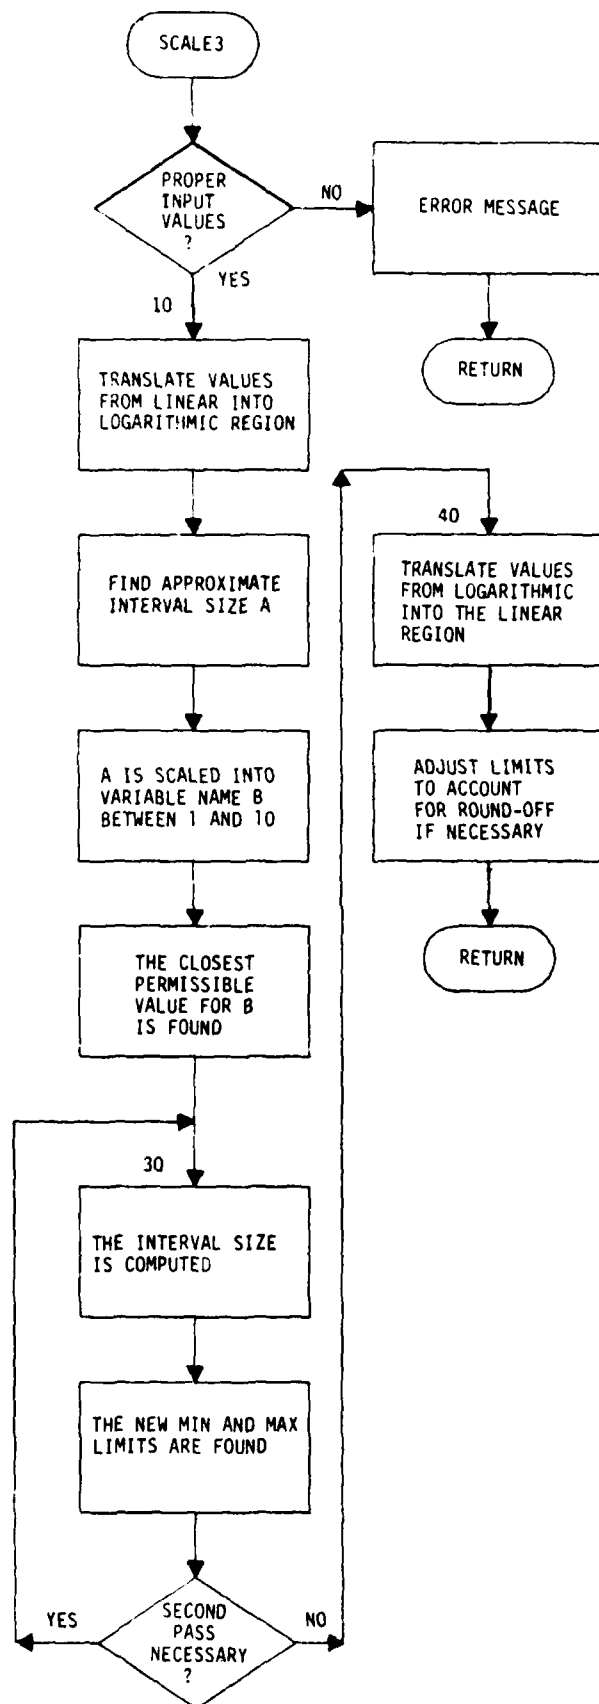 SCALE3
PROPER
INPUT
VALUES
?
NO
ERROR MESSAGE
RETURN
YES
10
TRANSLATE VALUES
FROM LINEAR INTO
LOGARITHMIC REGION
FIND APPROXIMATE
INTERVAL SIZE A
A IS SCALED INTO
VARIABLE NAME B
BETWEEN 1 AND 10
THE CLOSEST
PERMISSIBLE
VALUE FOR B
IS FOUND
30
THE INTERVAL SIZE
IS COMPUTED
THE NEW MIN AND MAX
LIMITS ARE FOUND
SECOND
PASS
NECESSARY
?
YES
NO
40
TRANSLATE VALUES
FROM LOGARITHMIC
INTO THE LINEAR
REGION
ADJUST LIMITS
TO ACCOUNT
FOR ROUND-OFF
IF NECESSARY
RETURN